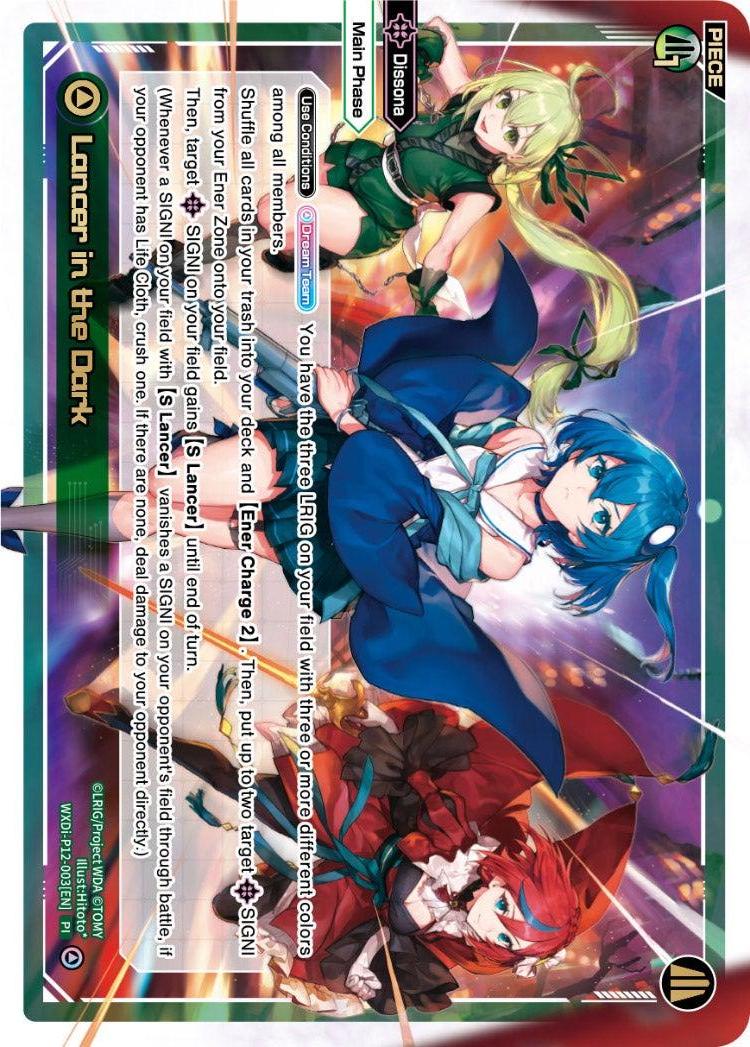 PIECE
1
Dissona
Main Phase
Use Conditions Dream Team You have the three LRIG on your field with three or more different colors
among all members.
Shuffle all cards in your trash into your deck and [Ener Charge 2]. Then, put up to two target SIGNI
from your Ener Zone onto your field.
Then, target SIGNI on your field gains [S Lancer] until end of turn.
(Whenever a SIGNI on your field with [S Lancer] vanishes a SIGNI on your opponent's field through battle, if
your opponent has Life Cloth, crush one. If there are none, deal damage to your opponent directly.)
Lancer in the Dark
©LRIG/Project WDA ©TOMY
Illust:Hitoto*
WXDi-P12-003[EN] PI